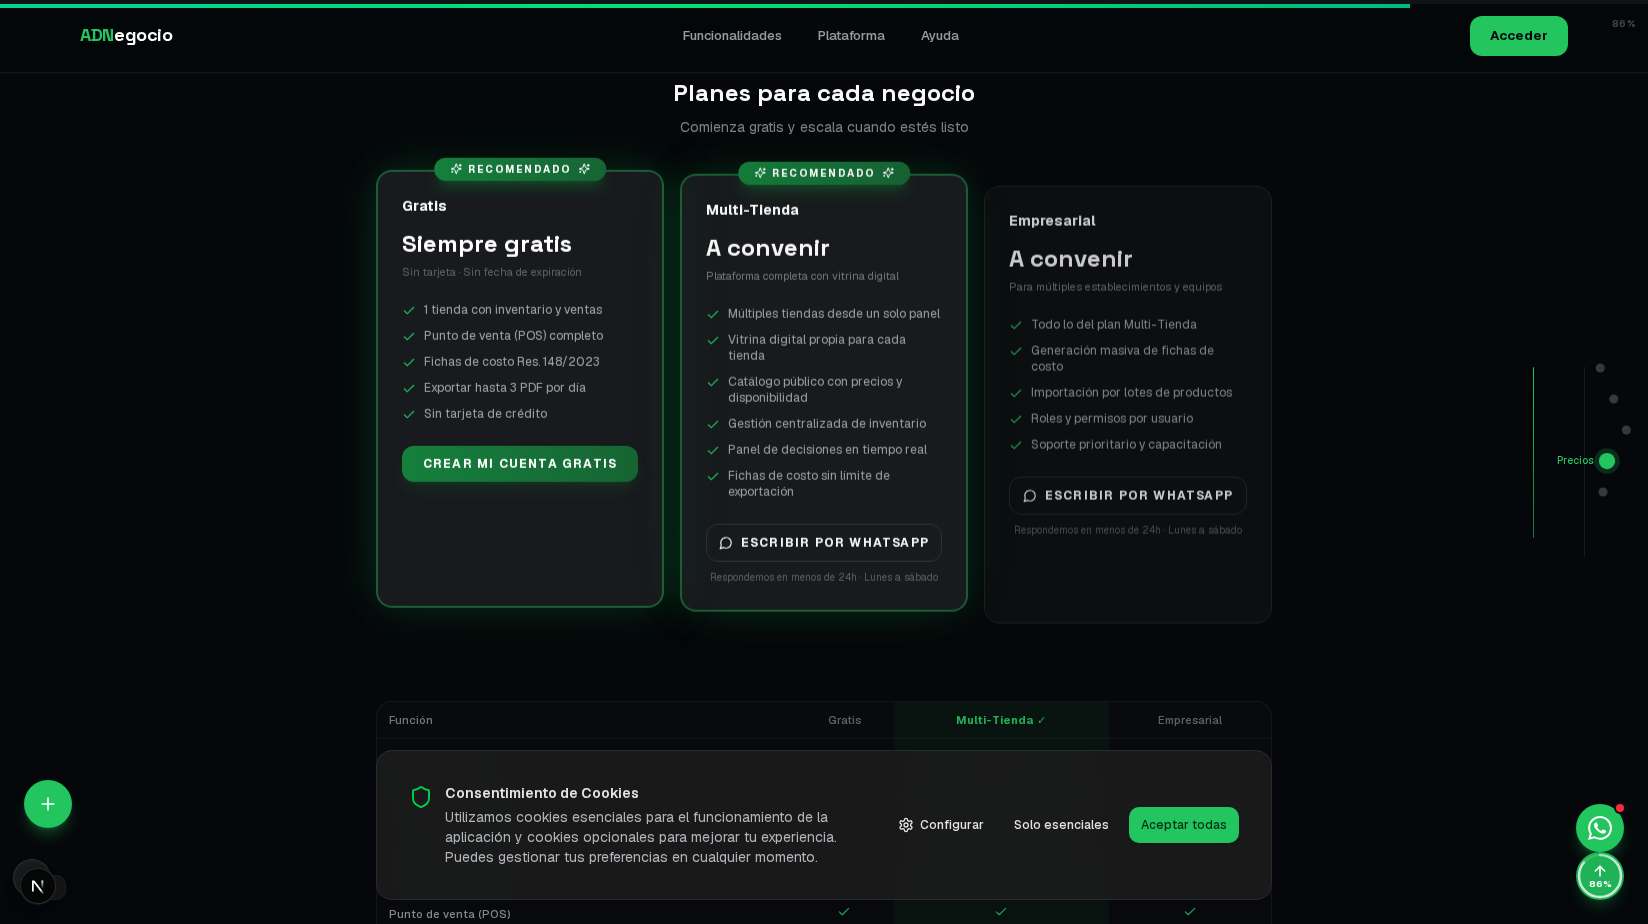 ADNegocio
Funcionalidades
Plataforma
Ayuda
Acceder
86%
Planes para cada negocio
Comienza gratis y escala cuando estés listo
RECOMENDADO
Gratis
Siempre gratis
Sin tarjeta · Sin fecha de expiración
1 tienda con inventario y ventas
Punto de venta (POS) completo
Fichas de costo Res. 148/2023
Exportar hasta 3 PDF por día
Sin tarjeta de crédito
CREAR MI CUENTA GRATIS
RECOMENDADO
Multi-Tienda
A convenir
Plataforma completa con vitrina digital
Múltiples tiendas desde un solo panel
Vitrina digital propia para cada
tienda
Catálogo público con precios y
disponibilidad
Gestión centralizada de inventario
Panel de decisiones en tiempo real
Fichas de costo sin límite de
exportación
ESCRIBIR POR WHATSAPP
Respondemos en menos de 24h · Lunes a sábado
Empresarial
A convenir
Para múltiples establecimientos y equipos
Todo lo del plan Multi-Tienda
Generación masiva de fichas de
costo
Importación por lotes de productos
Roles y permisos por usuario
Soporte prioritario y capacitación
ESCRIBIR POR WHATSAPP
Respondemos en menos de 24h · Lunes a sábado
Precios
Función
Gratis
Multi-Tienda ✓
Empresarial
Consentimiento de Cookies
Utilizamos cookies esenciales para el funcionamiento de la
aplicación y cookies opcionales para mejorar tu experiencia.
Puedes gestionar tus preferencias en cualquier momento.
Configurar
Solo esenciales
Aceptar todas
N
86%
Punto de venta (POS)